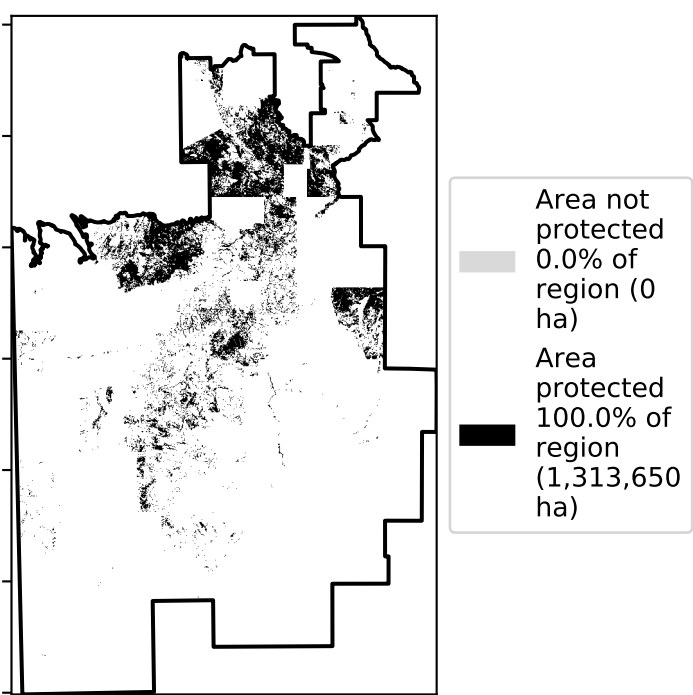 Area not
protected
0.0% of
region (0
ha)
Area
protected
100.0% of
region
(1,313,650
ha)